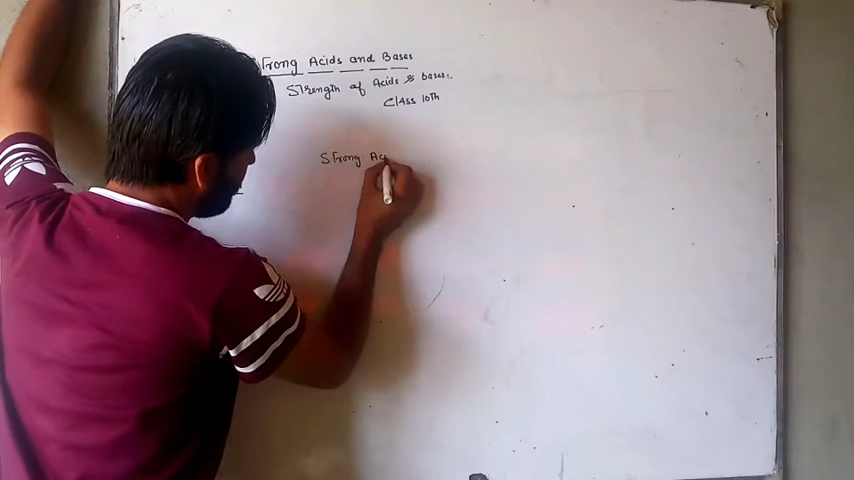 Strong Acids and Bases
Strength of Acids & bases:.
Class 10Th
Strong Ac